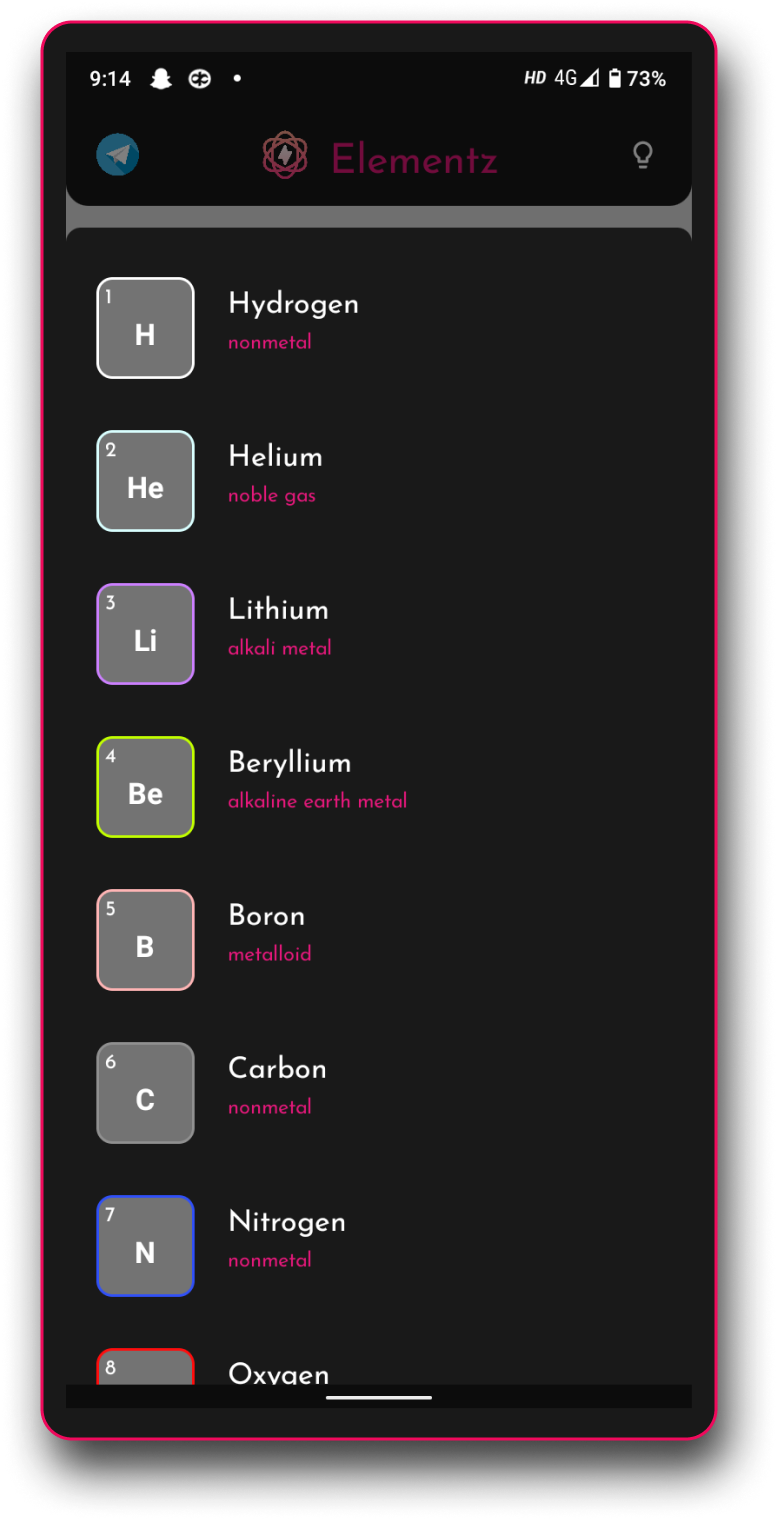 9:14 HD 4G 73%
Elementz
1
H
Hydrogen
nonmetal
2
He
Helium
noble gas
3
Li
Lithium
alkali metal
4
Be
Beryllium
alkaline earth metal
5
B
Boron
metalloid
6
C
Carbon
nonmetal
7
N
Nitrogen
nonmetal
8
Oxygen